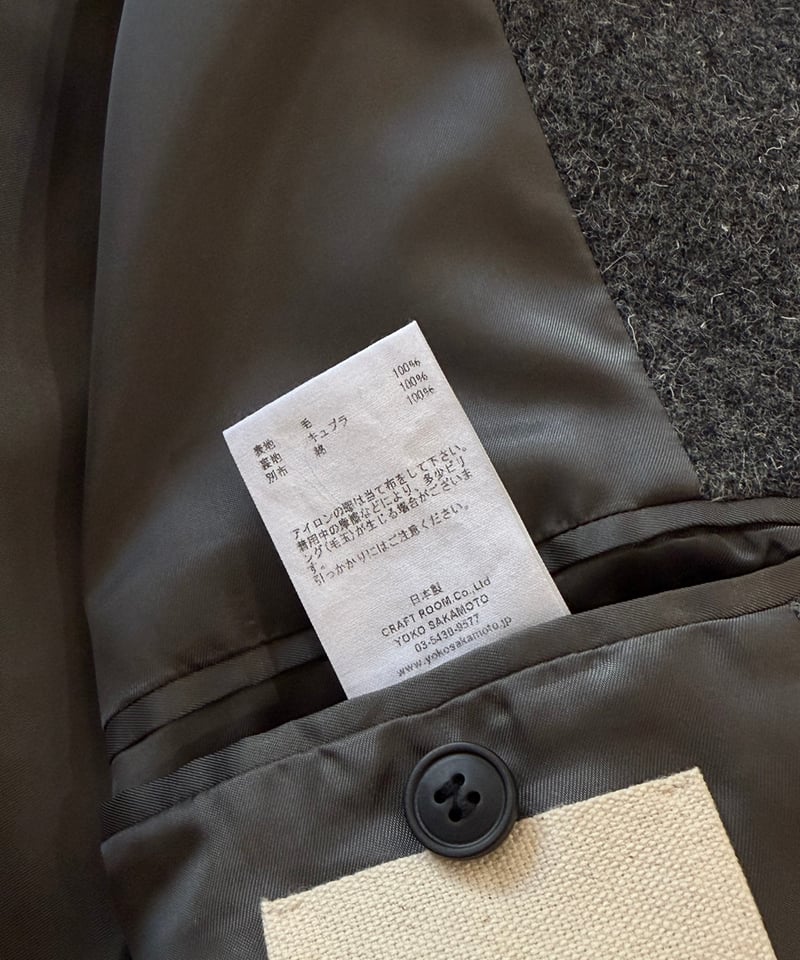 表地 毛 100%
裏地 キュプラ 100%
別布 綿 100%
アイロンの際は当て布をして下さい。
着用中の摩擦などにより、多少ピリ
ング(毛玉)が生じる場合がございま
す。
引っかかりにはご注意ください。
日本製
CRAFT ROOM.Co.,Ltd
YOKO SAKAMOTO
03-5430-9577
www.yokosakamoto.jp